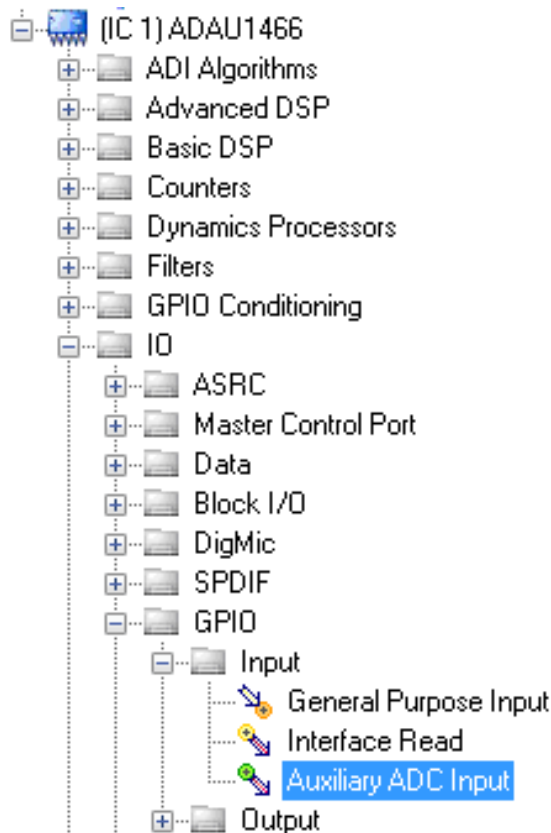 (IC 1) ADAU1466
ADI Algorithms
Advanced DSP
Basic DSP
Counters
Dynamics Processors
Filters
GPIO Conditioning
IO
ASRC
Master Control Port
Data
Block I/O
DigMic
SPDIF
GPIO
Input
General Purpose Input
Interface Read
Auxiliary ADC Input
Output